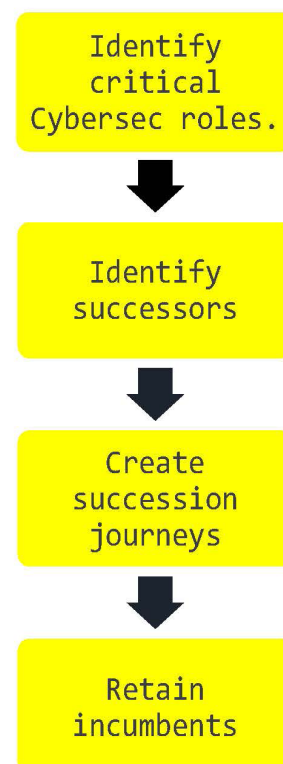 Identify
critical
Cybersec roles.
Identify
successors
Create
succession
journeys
Retain
incumbents